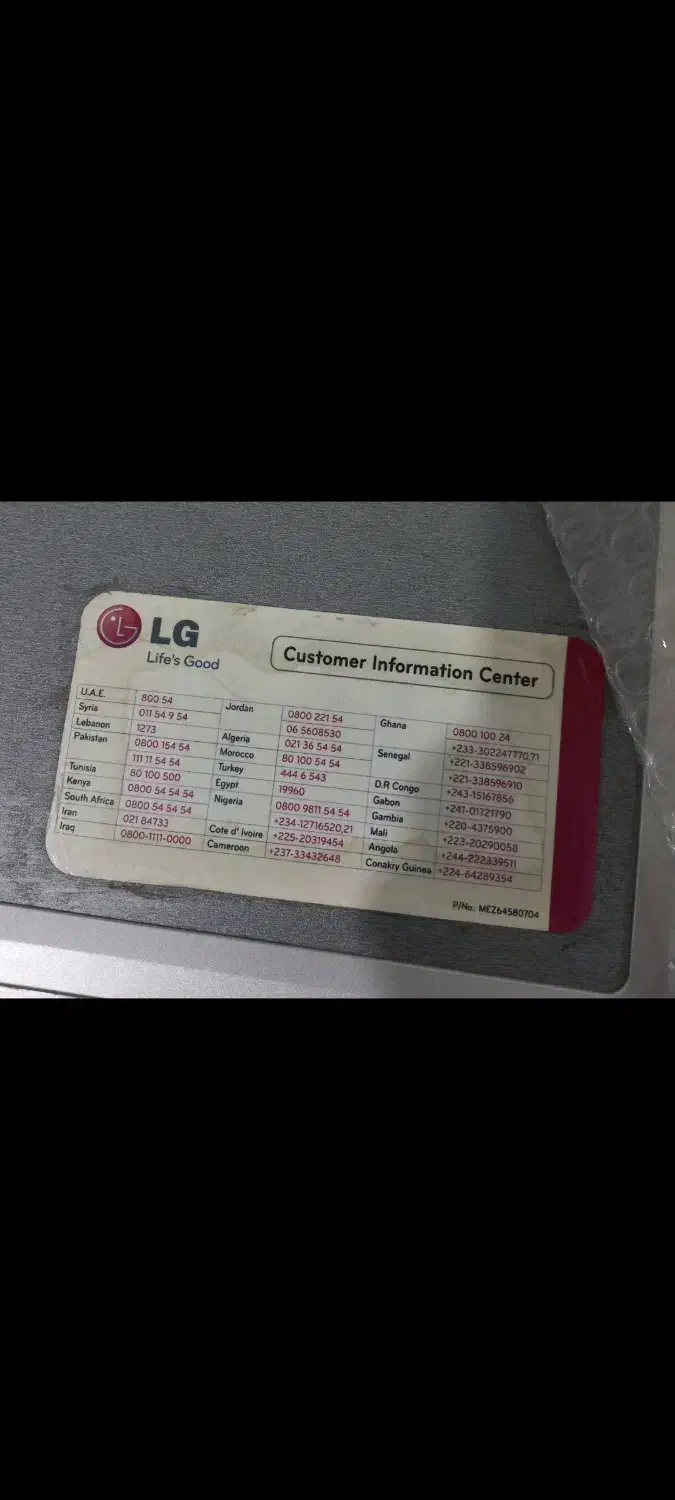 LG
Life's Good
Customer Information Center
U.A.E. 800 54
Syria 011 54 9 54
Lebanon 1273
Pakistan 0800 154 54
111 11 54 54
Tunisia 80 100 500
Kenya 0800 54 54 54
South Africa 0800 54 54 54
Iran 021 84733
Iraq 0800-1111-0000
Jordan 0800 221 54
06 5608530
Algeria 021 36 54 54
Morocco 80 100 54 54
Turkey 444 6 543
Egypt 19960
Nigeria 0800 9811 54 54
+234-12716520,21
Cote d' Ivoire +225-20319454
Cameroon +237-33432648
Ghana 0800 100 24
+233-302247770,71
Senegal +221-338596902
+221-338596910
D.R Congo +243-15167856
Gabon +241-01721790
Gambia +220-4375900
Mali +223-20290058
Angola +244-222339511
Conakry Guinea +224-64289354
P/No.: MEZ64580704